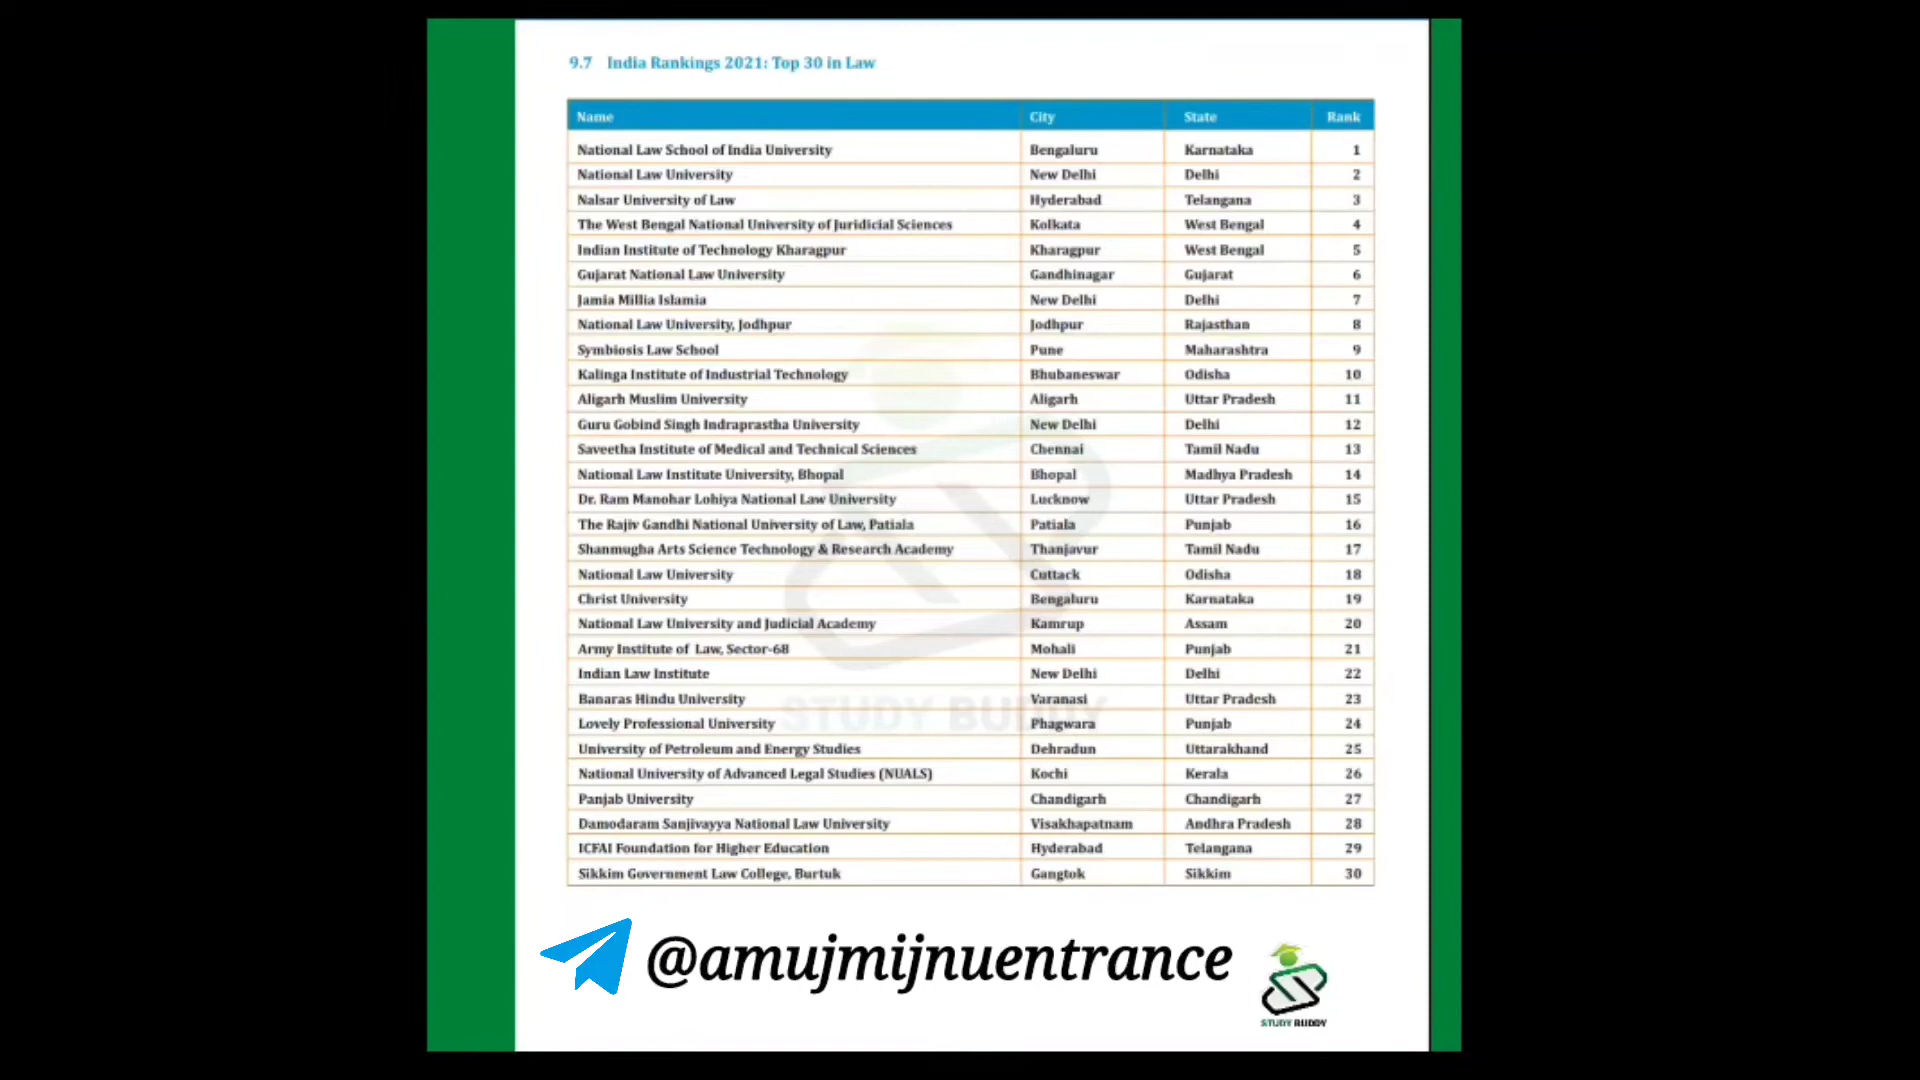 9.7 India Rankings 2021: Top 30 in Law
Name City State Rank
National Law School of India University Bengaluru Karnataka 1
National Law University New Delhi Delhi 2
Nalsar University of Law Hyderabad Telangana 3
The West Bengal National University of Juridicial Sciences Kolkata West Bengal 4
Indian Institute of Technology Kharagpur Kharagpur West Bengal 5
Gujarat National Law University Gandhinagar Gujarat 6
Jamia Millia Islamia New Delhi Delhi 7
National Law University, Jodhpur Jodhpur Rajasthan 8
Symbiosis Law School Pune Maharashtra 9
Kalinga Institute of Industrial Technology Bhubaneswar Odisha 10
Aligarh Muslim University Aligarh Uttar Pradesh 11
Guru Gobind Singh Indraprastha University New Delhi Delhi 12
Saveetha Institute of Medical and Technical Sciences Chennai Tamil Nadu 13
National Law Institute University, Bhopal Bhopal Madhya Pradesh 14
Dr. Ram Manohar Lohiya National Law University Lucknow Uttar Pradesh 15
The Rajiv Gandhi National University of Law, Patiala Patiala Punjab 16
Shanmugha Arts Science Technology & Research Academy Thanjavur Tamil Nadu 17
National Law University Cuttack Odisha 18
Christ University Bengaluru Karnataka 19
National Law University and Judicial Academy Kamrup Assam 20
Army Institute of Law, Sector-68 Mohali Punjab 21
Indian Law Institute New Delhi Delhi 22
Banaras Hindu University Varanasi Uttar Pradesh 23
STUDY BUDDY
Lovely Professional University Phagwara Punjab 24
University of Petroleum and Energy Studies Dehradun Uttarakhand 25
National University of Advanced Legal Studies (NUALS) Kochi Kerala 26
Panjab University Chandigarh Chandigarh 27
Damodaram Sanjivayya National Law University Visakhapatnam Andhra Pradesh 28
ICFAI Foundation for Higher Education Hyderabad Telangana 29
Sikkim Government Law College, Burtuk Gangtok Sikkim 30
@amujmijnuentrance
STUDY BUDDY